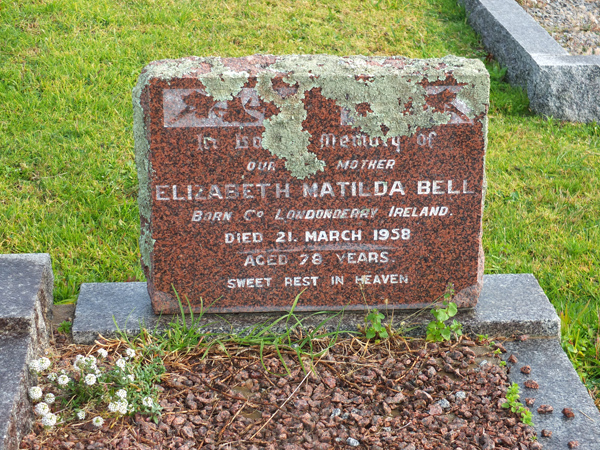 In Memory of
OUR MOTHER
ELIZABETH MATILDA BELL
BORN CO LONDONDERRY IRELAND.
DIED 21. MARCH 1958
AGED 78 YEARS.
SWEET REST IN HEAVEN